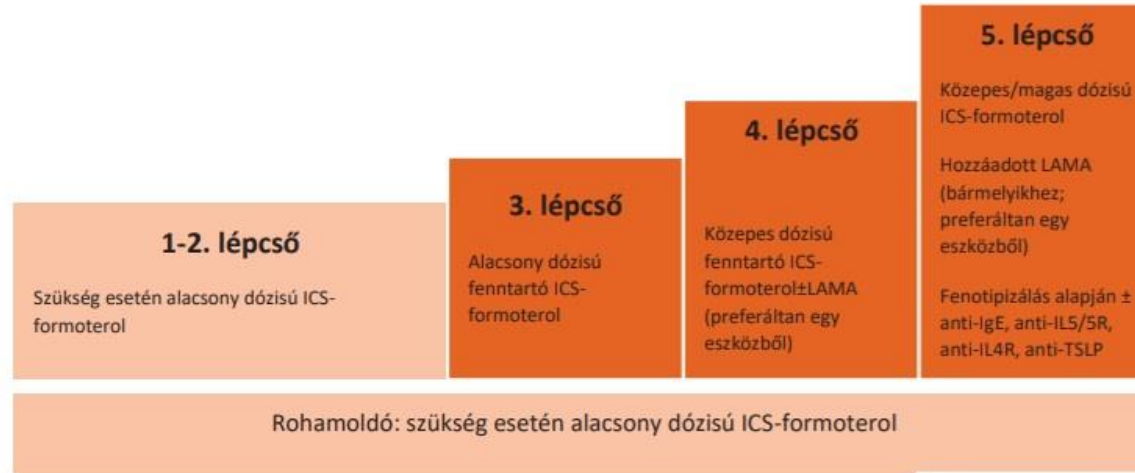 1-2. lépcső
Szükség esetén alacsony dózisú ICS-
formoterol
3. lépcső
Alacsony dózisú
fenntartó ICS-
formoterol
4. lépcső
Közepes dózisú
fenntartó ICS-
formoterol±LAMA
(preferáltan egy
eszközből)
5. lépcső
Közepes/magas dózisú
ICS-formoterol
Hozzáadott LAMA
(bármelyikhez;
preferáltan egy
eszközből)
Fenotipizálás alapján ±
anti-IgE, anti-IL5/5R,
anti-IL4R, anti-TSLP
Rohamoldó: szükség esetén alacsony dózisú ICS-formoterol